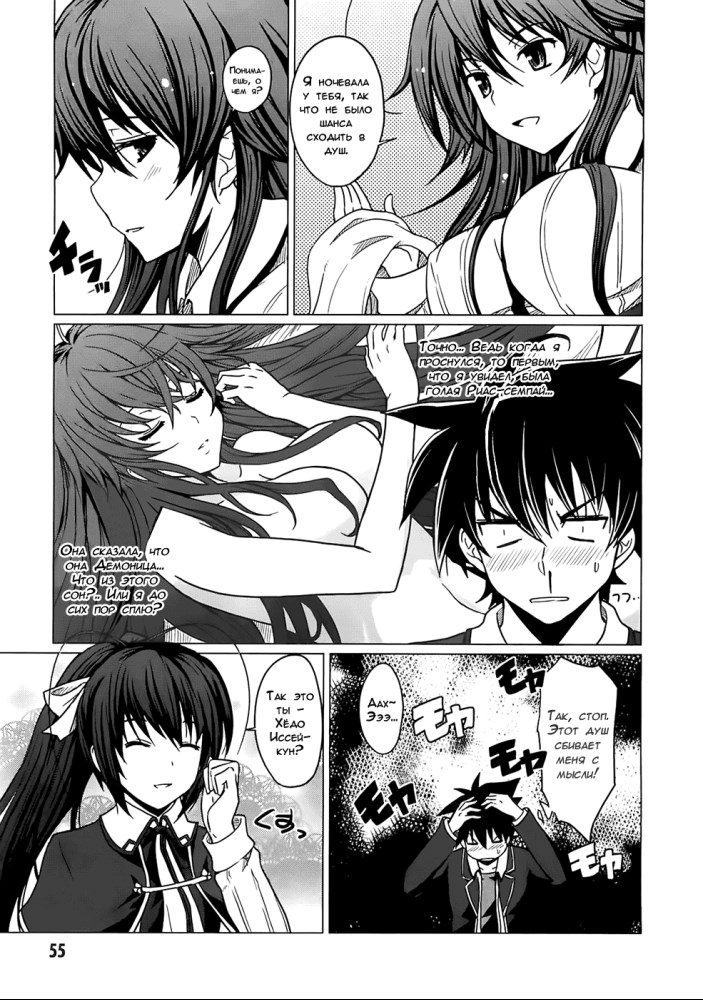 Я ночевала
у тебя, так
что не было
шанса
сходить в
душ.
Понима-
ешь, о
чем я?
チラッ
Точно... Ведь когда я
проснулся, то первым,
что я увидел, была
голая Риас-семпай...
Она сказала, что
она Демоница...
Что из этого
сон?.. Или я до
сих пор сплю?
Так, стоп.
Этот душ
сбивает
меня с
мысли!
Аах~
Эээ...
モヤ
モヤ
モヤ
モヤ
Так это
ты -
Хёдо
Иссей-
кун?
くすっ
55